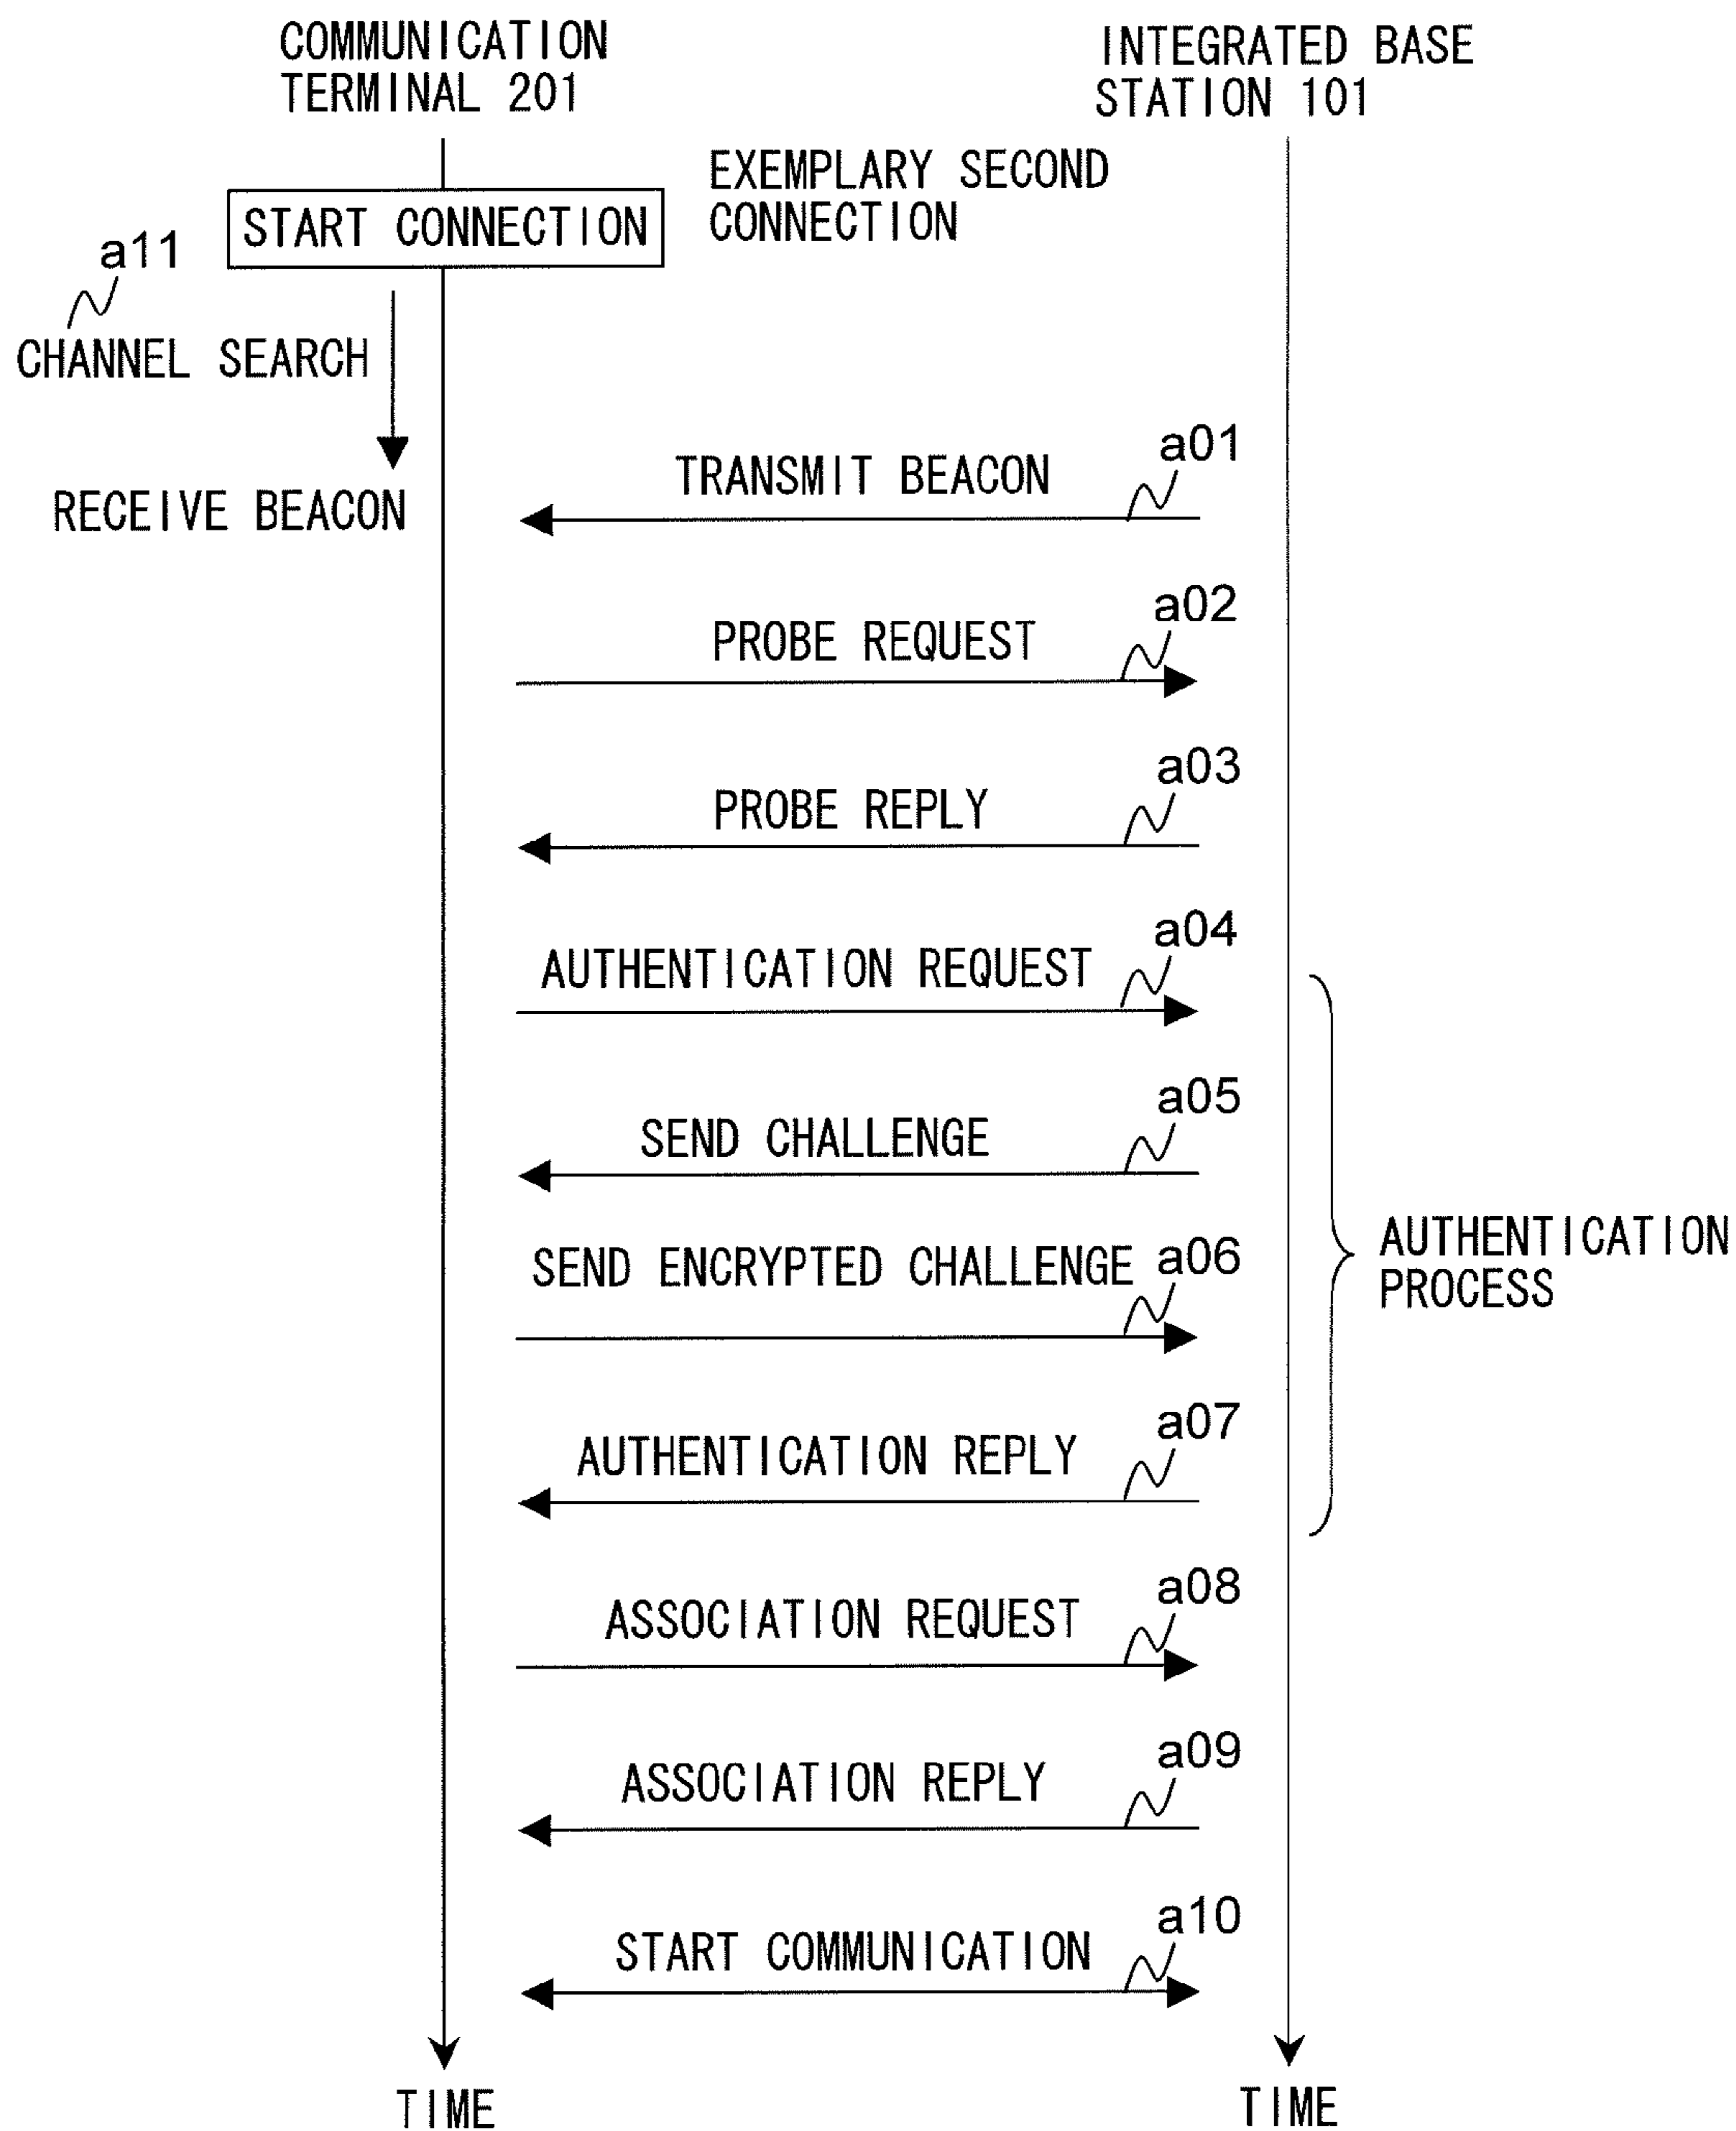 COMMUNICATION
TERMINAL 201
INTEGRATED BASE
STATION 101
EXEMPLARY SECOND
CONNECTION
START CONNECTION
a11
CHANNEL SEARCH
RECEIVE BEACON
TRANSMIT BEACON
a01
PROBE REQUEST
a02
PROBE REPLY
a03
AUTHENTICATION REQUEST
a04
SEND CHALLENGE
a05
SEND ENCRYPTED CHALLENGE
a06
AUTHENTICATION
PROCESS
AUTHENTICATION REPLY
a07
ASSOCIATION REQUEST
a08
ASSOCIATION REPLY
a09
START COMMUNICATION
a10
TIME
TIME